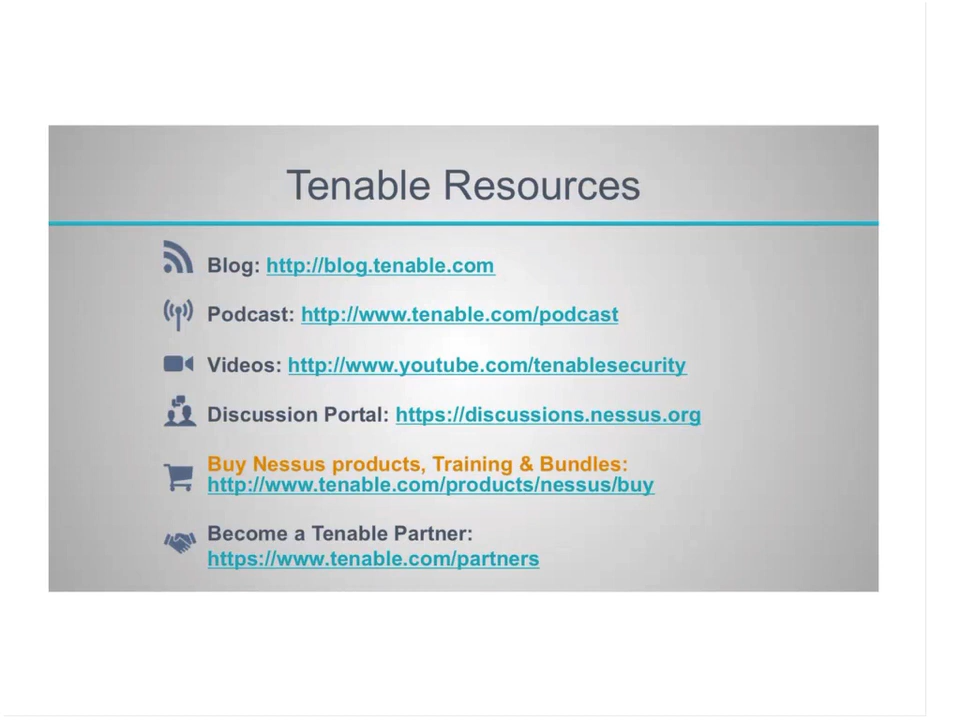 Tenable Resources
Blog: http://blog.tenable.com
Podcast: http://www.tenable.com/podcast
Videos: http://www.youtube.com/tenablesecurity
Discussion Portal: https://discussions.nessus.org
Buy Nessus products, Training & Bundles:
http://www.tenable.com/products/nessus/buy
Become a Tenable Partner:
https://www.tenable.com/partners